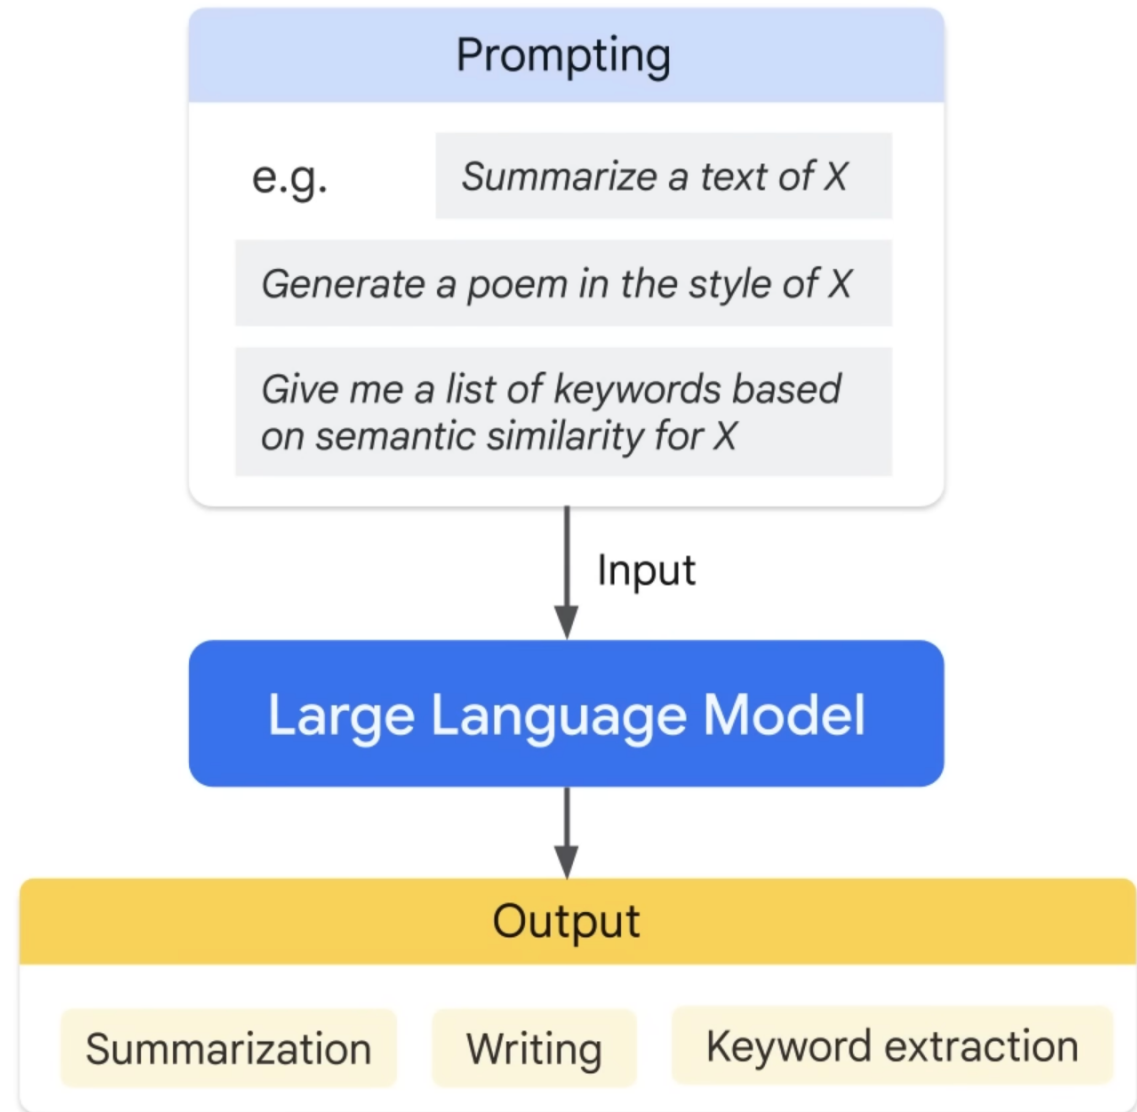 Prompting
e.g.
Summarize a text of X
Generate a poem in the style of X
Give me a list of keywords based
on semantic similarity for X
Input
Large Language Model
Output
Summarization
Writing
Keyword extraction